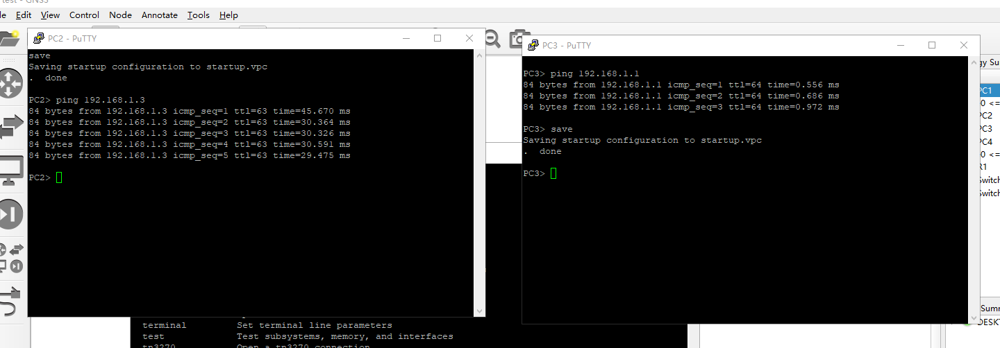 test - GNS3
Edit View Control Node Annotate Tools Help
PC2 - PuTTY
save
Saving startup configuration to startup.vpc
.  done
PC2> ping 192.168.1.3
84 bytes from 192.168.1.3 icmp_seq=1 ttl=63 time=45.670 ms
84 bytes from 192.168.1.3 icmp_seq=2 ttl=63 time=30.364 ms
84 bytes from 192.168.1.3 icmp_seq=3 ttl=63 time=30.326 ms
84 bytes from 192.168.1.3 icmp_seq=4 ttl=63 time=30.591 ms
84 bytes from 192.168.1.3 icmp_seq=5 ttl=63 time=29.475 ms
PC2>
PC3 - PuTTY
PC3> ping 192.168.1.1
84 bytes from 192.168.1.1 icmp_seq=1 ttl=64 time=0.556 ms
84 bytes from 192.168.1.1 icmp_seq=2 ttl=64 time=0.686 ms
84 bytes from 192.168.1.1 icmp_seq=3 ttl=64 time=0.972 ms
PC3> save
Saving startup configuration to startup.vpc
.  done
PC3>
PC1
PC2
PC3
PC4
R1
Switch
Switch
terminal Set terminal line parameters
test Test subsystems, memory, and interfaces
tn3270 Open a tn3270 connection